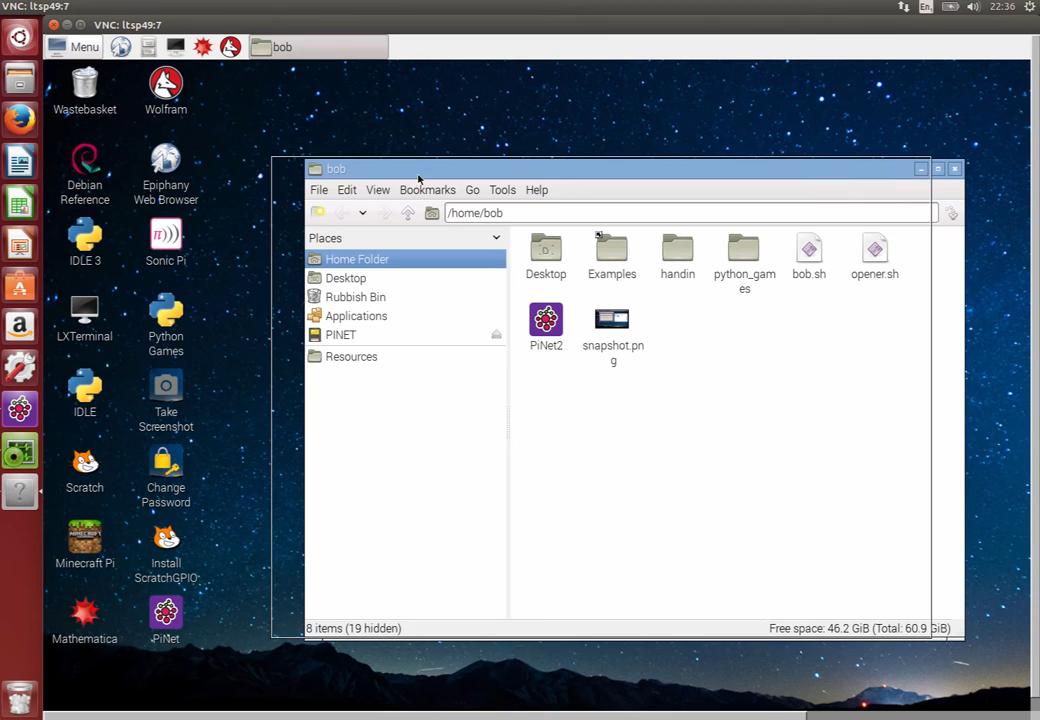 VNC: ltsp49:7
En
22:36
VNC: ltsp49:7
Menu
bob
Wastebasket
Wolfram
Debian
Reference
Epiphany
Web Browser
IDLE 3
Sonic Pi
LXTerminal
Python
Games
IDLE
Take
Screenshot
Scratch
Change
Password
Minecraft Pi
Install
ScratchGPIO
Mathematica
PiNet
bob
File Edit View Bookmarks Go Tools Help
/home/bob
Places
Home Folder
Desktop
Rubbish Bin
Applications
PINET
Resources
Desktop
Examples
handin
python_gam
es
bob.sh
opener.sh
PiNet2
snapshot.pn
g
8 items (19 hidden)
Free space: 46.2 GiB (Total: 60.9 GiB)